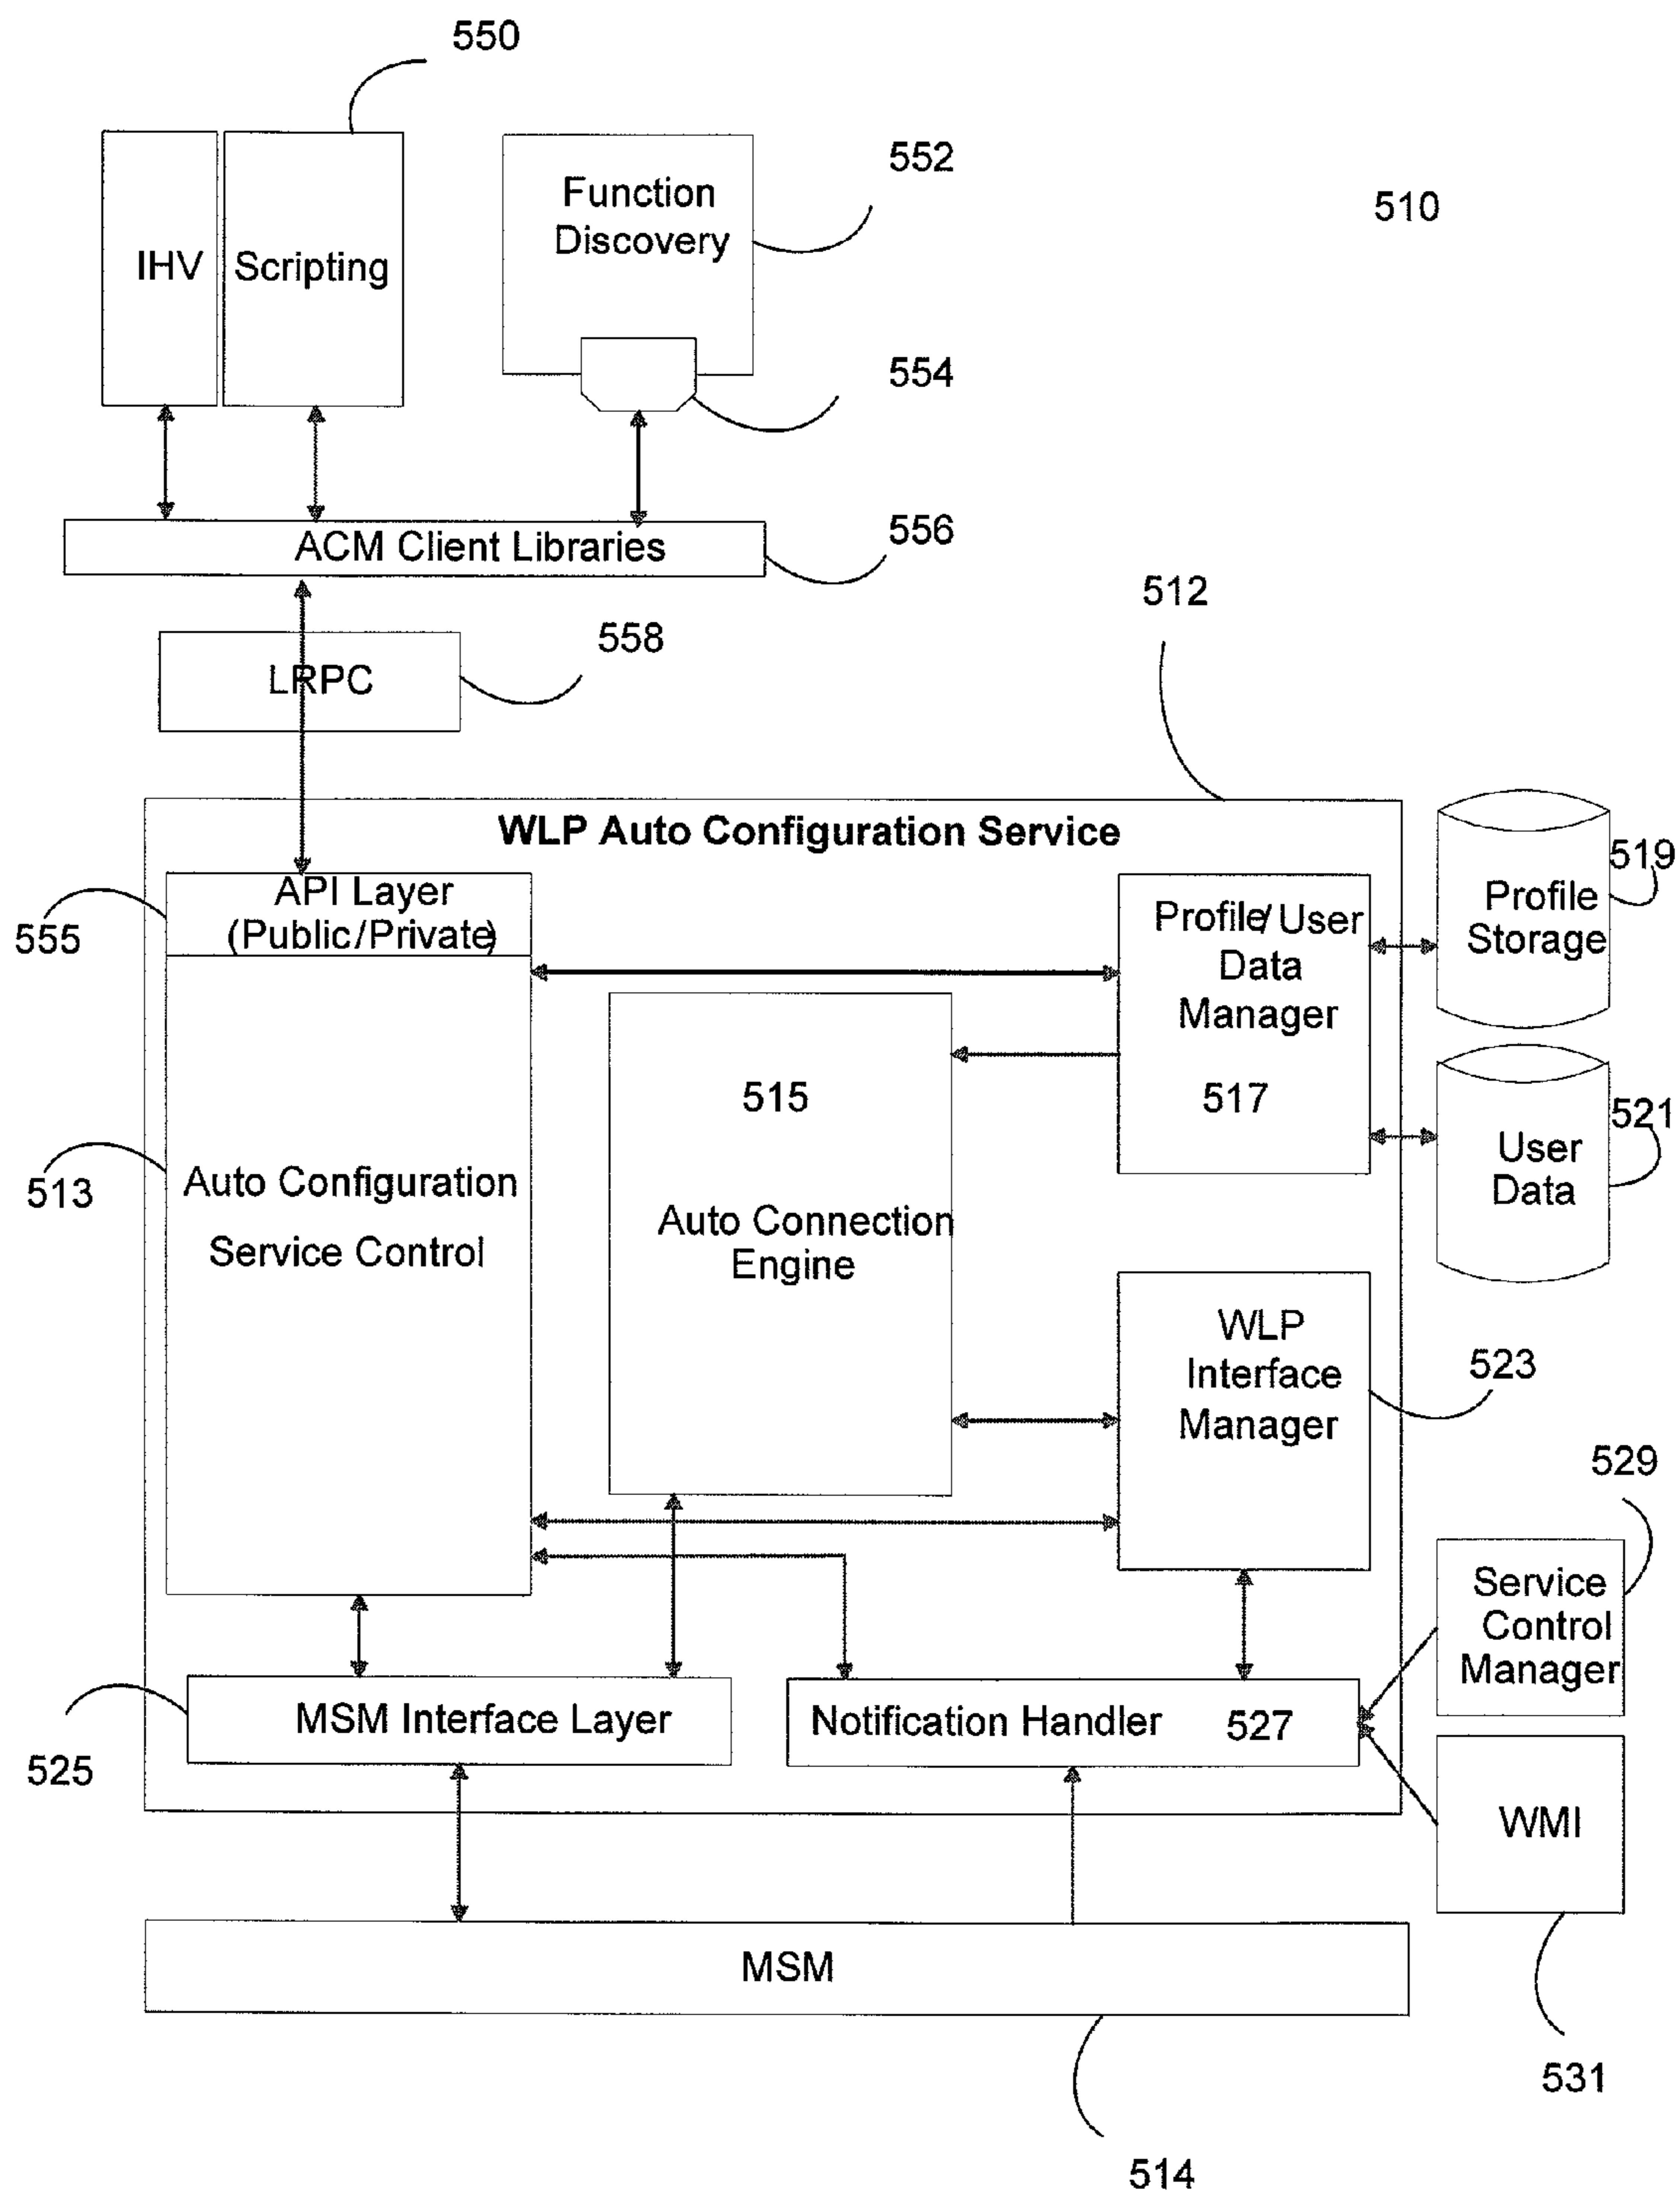 550
552
Function
Discovery
510
IHV
Scripting
554
ACM Client Libraries
556
512
LRPC
558
WLP Auto Configuration Service
API Layer
(Public/Private)
555
Profile/User
Data
Manager
517
519
Profile
Storage
515
521
User
Data
513
Auto Configuration
Service Control
Auto Connection
Engine
WLP
Interface
Manager
523
529
Service
Control
Manager
MSM Interface Layer
525
Notification Handler
527
WMI
MSM
531
514